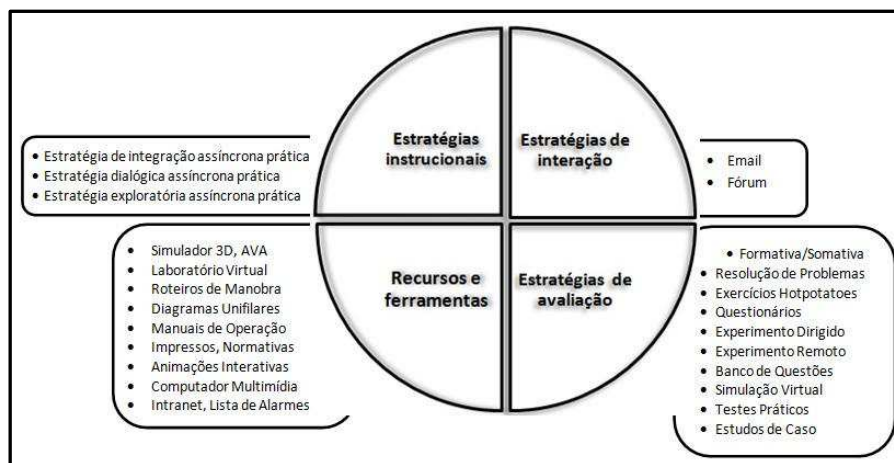 Estratégias
instrucionais
Estratégias de
interação
• Estratégia de integração assíncrona prática
• Estratégia dialógica assíncrona prática
• Estratégia exploratória assíncrona prática
• Email
• Fórum
Recursos e
ferramentas
Estratégias de
avaliação
• Simulador 3D, AVA
• Laboratório Virtual
• Roteiros de Manobra
• Diagramas Unifilares
• Manuais de Operação
• Impressos, Normativas
• Animações Interativas
• Computador Multimídia
• Intranet, Lista de Alarmes
• Formativa/Somativa
• Resolução de Problemas
• Exercícios Hotpotatoes
• Questionários
• Experimento Dirigido
• Experimento Remoto
• Banco de Questões
• Simulação Virtual
• Testes Práticos
• Estudos de Caso